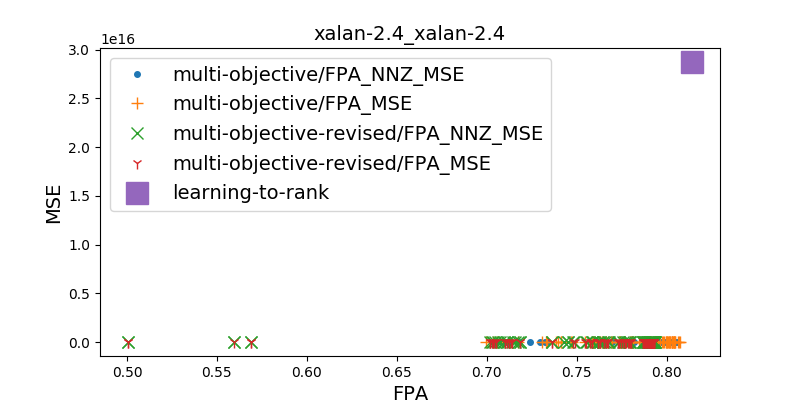 xalan-2.4_xalan-2.4
1e16
3.0
2.5
2.0
1.5
1.0
0.5
0.0
MSE
multi-objective/FPA_NNZ_MSE
multi-objective/FPA_MSE
multi-objective-revised/FPA_NNZ_MSE
multi-objective-revised/FPA_MSE
learning-to-rank
0.50 0.55 0.60 0.65 0.70 0.75 0.80
FPA